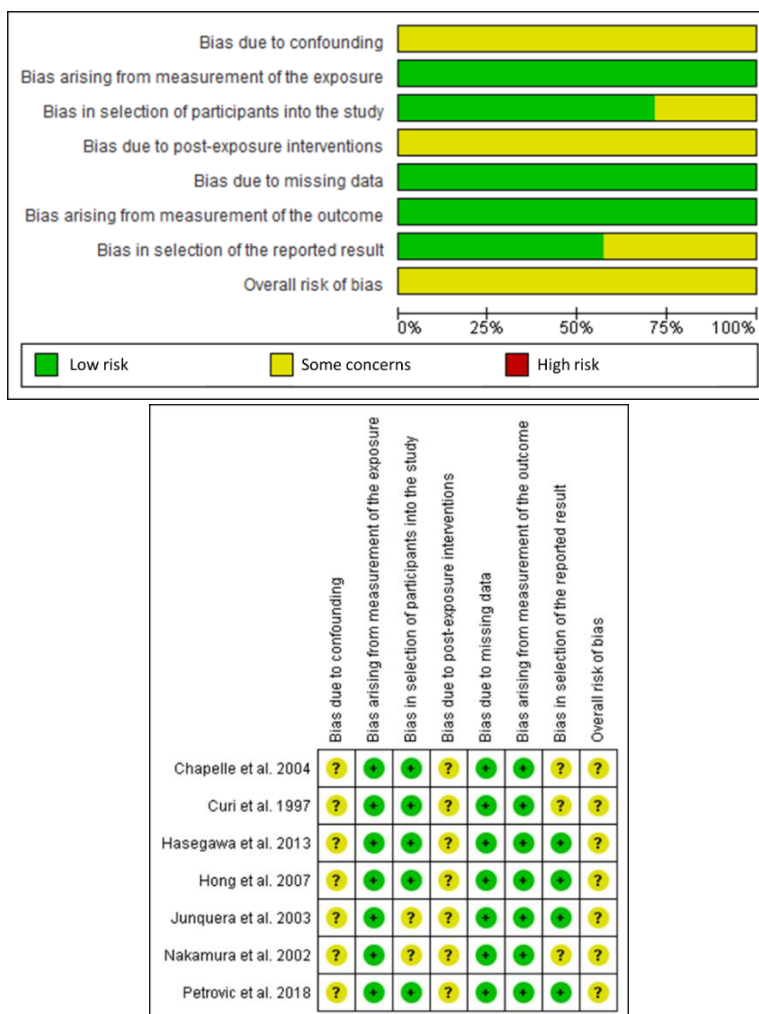 Bias due to confounding
Bias arising from measurement of the exposure
Bias in selection of participants into the study
Bias due to post-exposure interventions
Bias due to missing data
Bias arising from measurement of the outcome
Bias in selection of the reported result
Overall risk of bias
0% 25% 50% 75% 100%
Low risk Some concerns High risk
Bias due to confounding
Bias arising from measurement of the exposure
Bias in selection of participants into the study
Bias due to post-exposure interventions
Bias due to missing data
Bias arising from measurement of the outcome
Bias in selection of the reported result
Overall risk of bias
Chapelle et al. 2004 ? + + ? + + ? ?
Curi et al. 1997 ? + + ? + + ? ?
Hasegawa et al. 2013 ? + + ? + + + ?
Hong et al. 2007 ? + + ? + + + ?
Junquera et al. 2003 ? + ? ? + + + ?
Nakamura et al. 2002 ? + ? ? + + ? ?
Petrovic et al. 2018 ? + + ? + + + ?